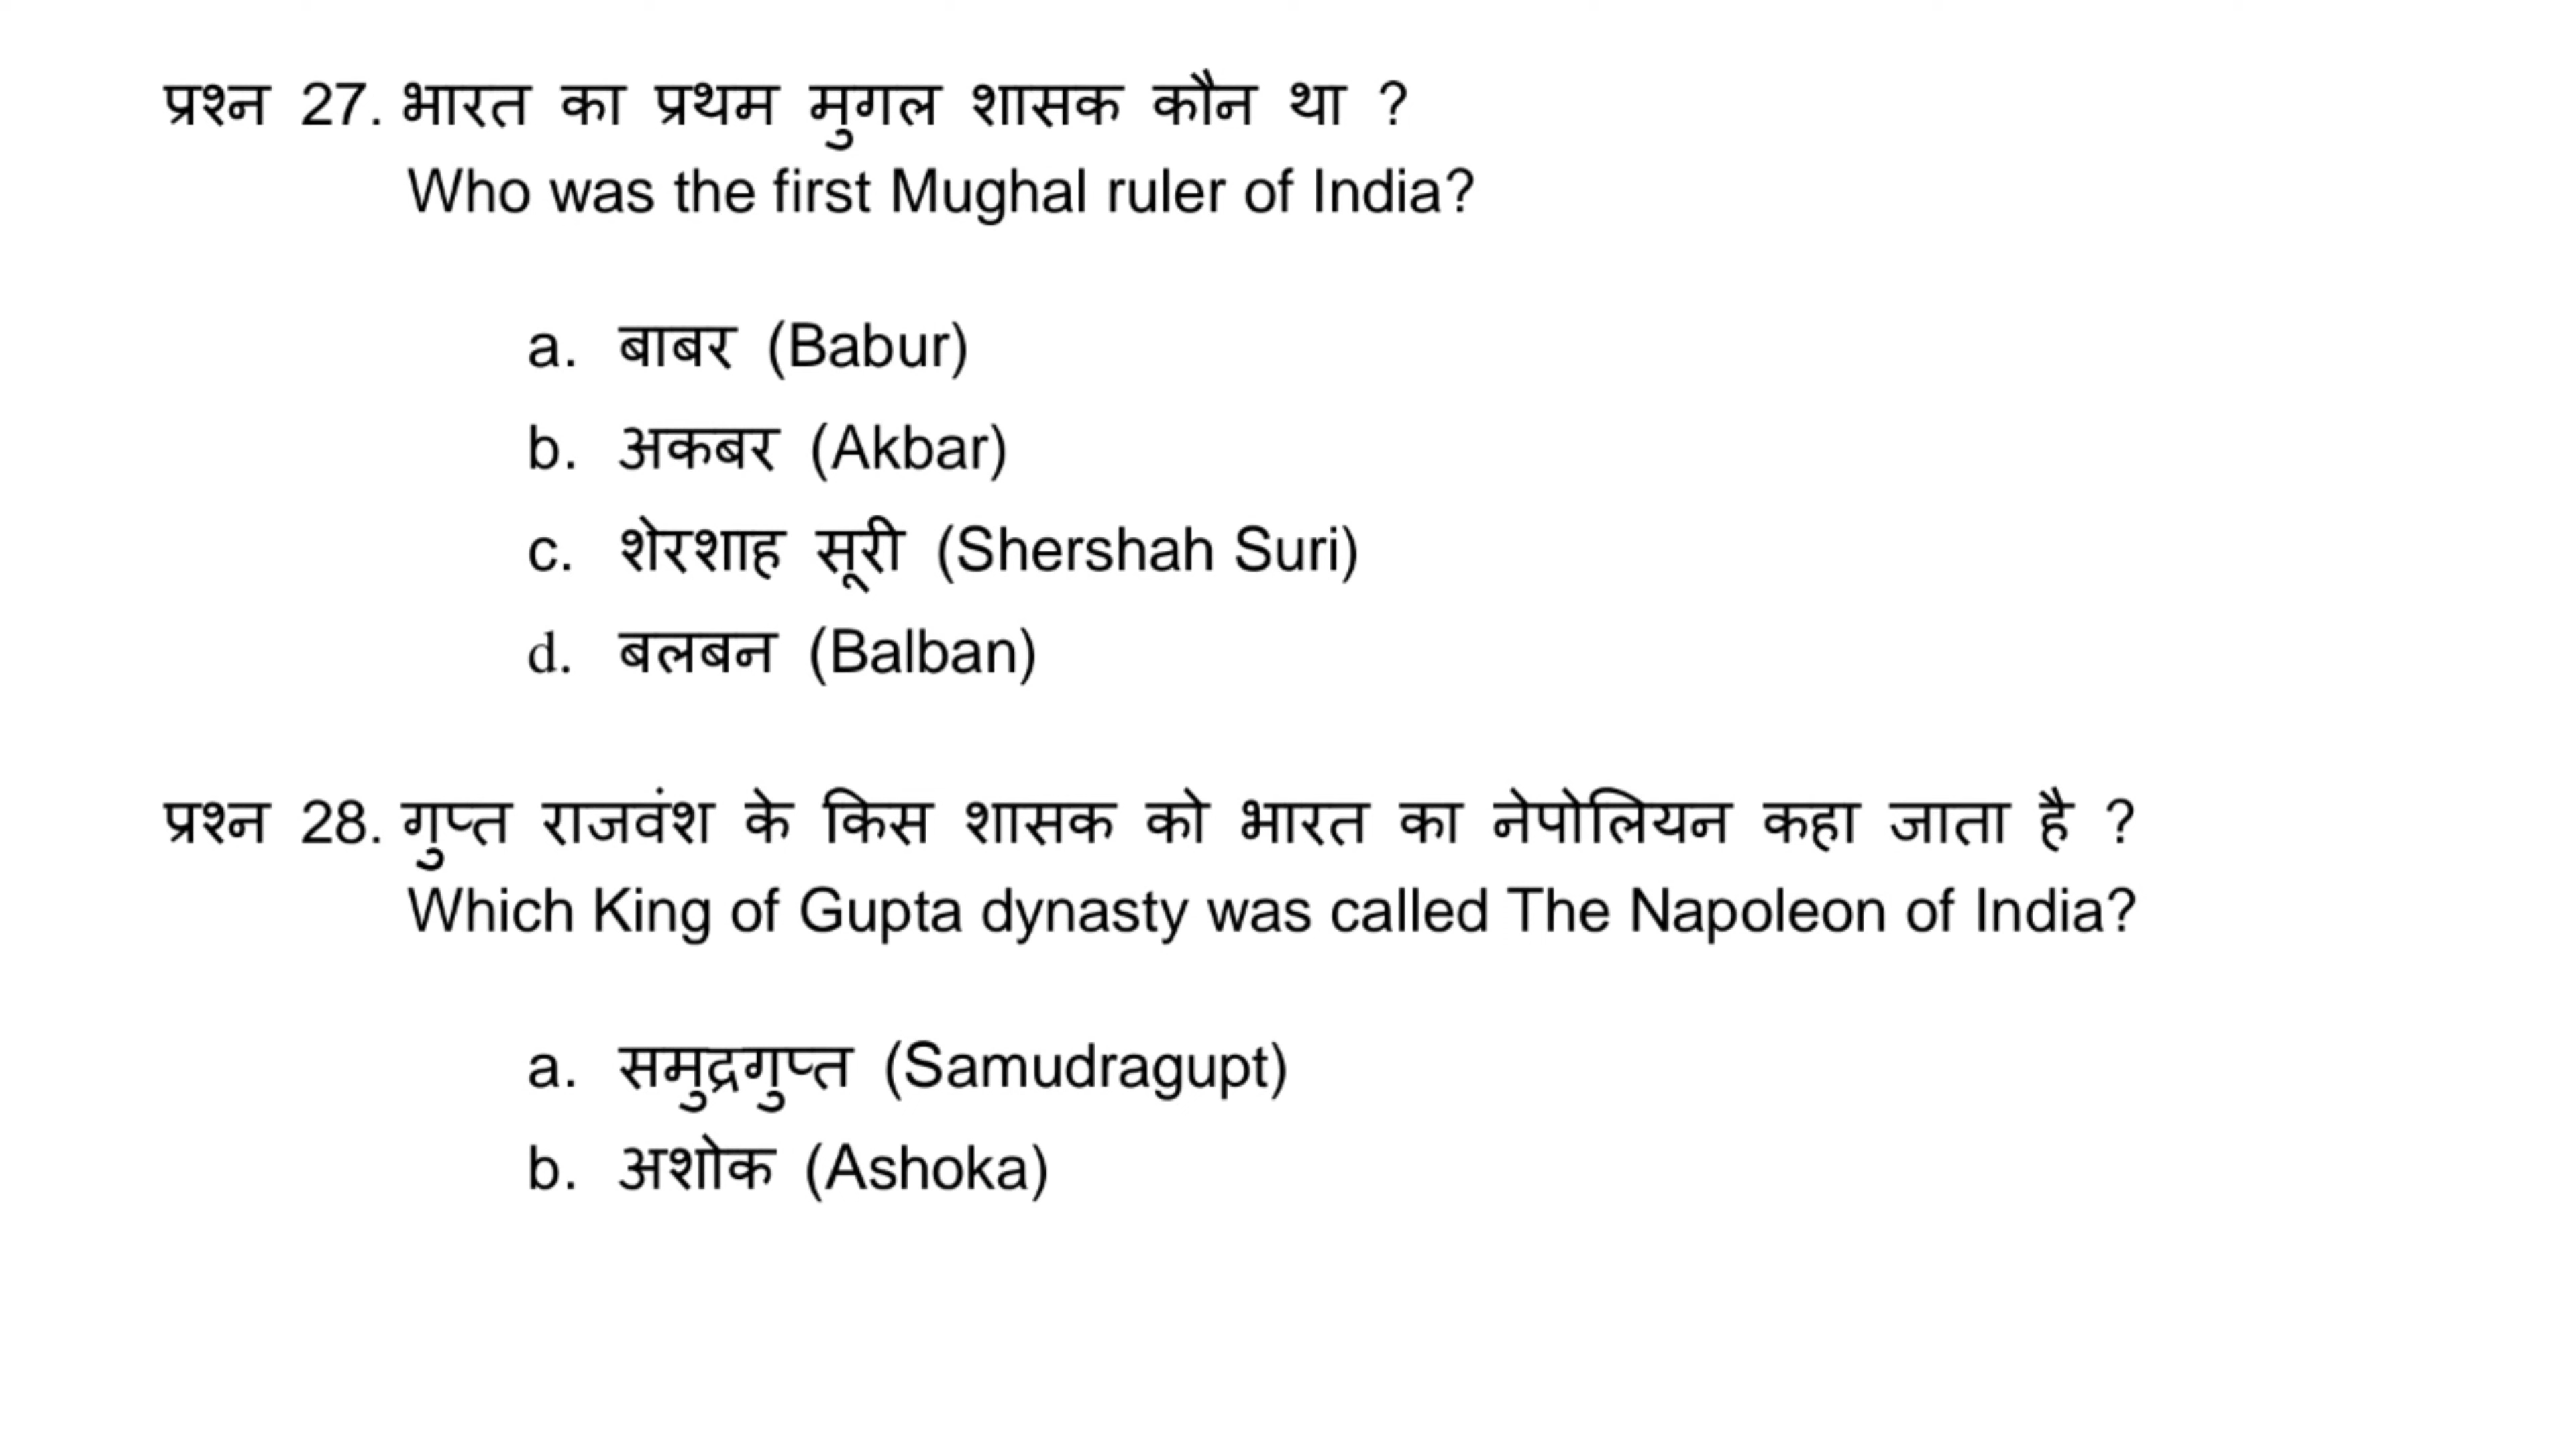 प्रश्न 27. भारत का प्रथम मुगल शासक कौन था ?
Who was the first Mughal ruler of India?
a. बाबर (Babur)
b. अकबर (Akbar)
c. शेरशाह सूरी (Shershah Suri)
d. बलबन (Balban)
प्रश्न 28. गुप्त राजवंश के किस शासक को भारत का नेपोलियन कहा जाता है ?
Which King of Gupta dynasty was called The Napoleon of India?
a. समुद्रगुप्त (Samudragupt)
b. अशोक (Ashoka)